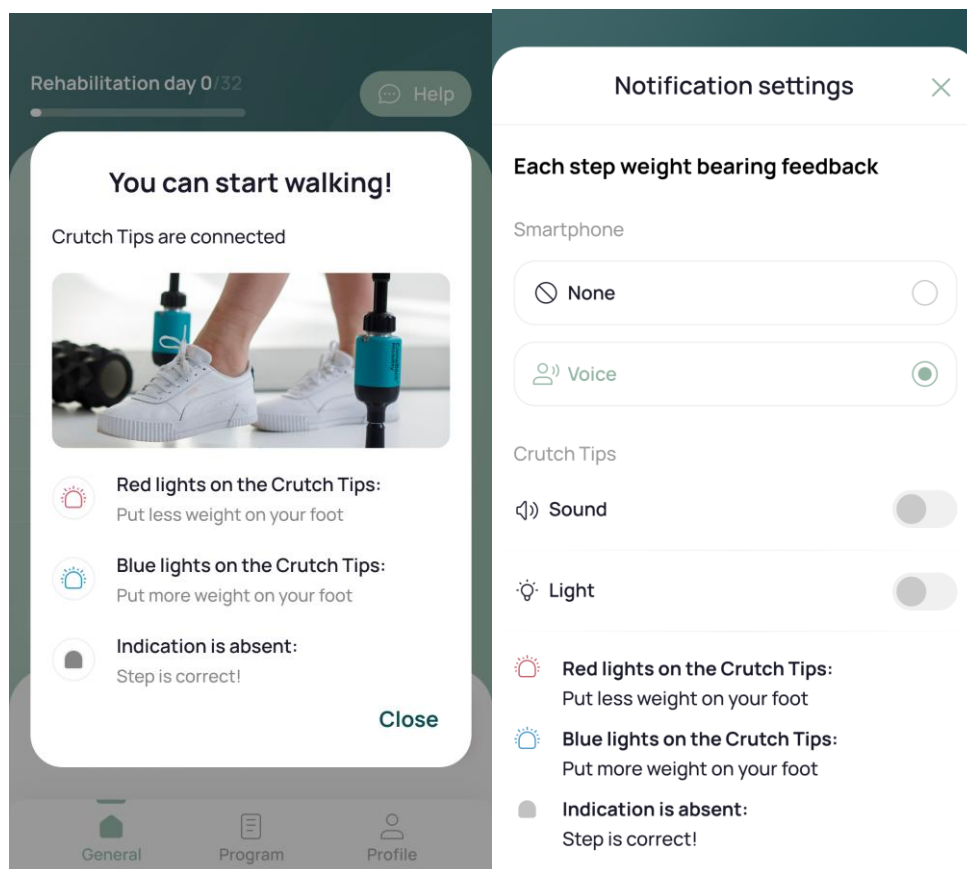 Rehabilitation day 0/32
Help
You can start walking!
Crutch Tips are connected
Red lights on the Crutch Tips:
Put less weight on your foot
Blue lights on the Crutch Tips:
Put more weight on your foot
Indication is absent:
Step is correct!
Close
General
Program
Profile
Notification settings
Each step weight bearing feedback
Smartphone
None
Voice
Crutch Tips
Sound
Light
Red lights on the Crutch Tips:
Put less weight on your foot
Blue lights on the Crutch Tips:
Put more weight on your foot
Indication is absent:
Step is correct!